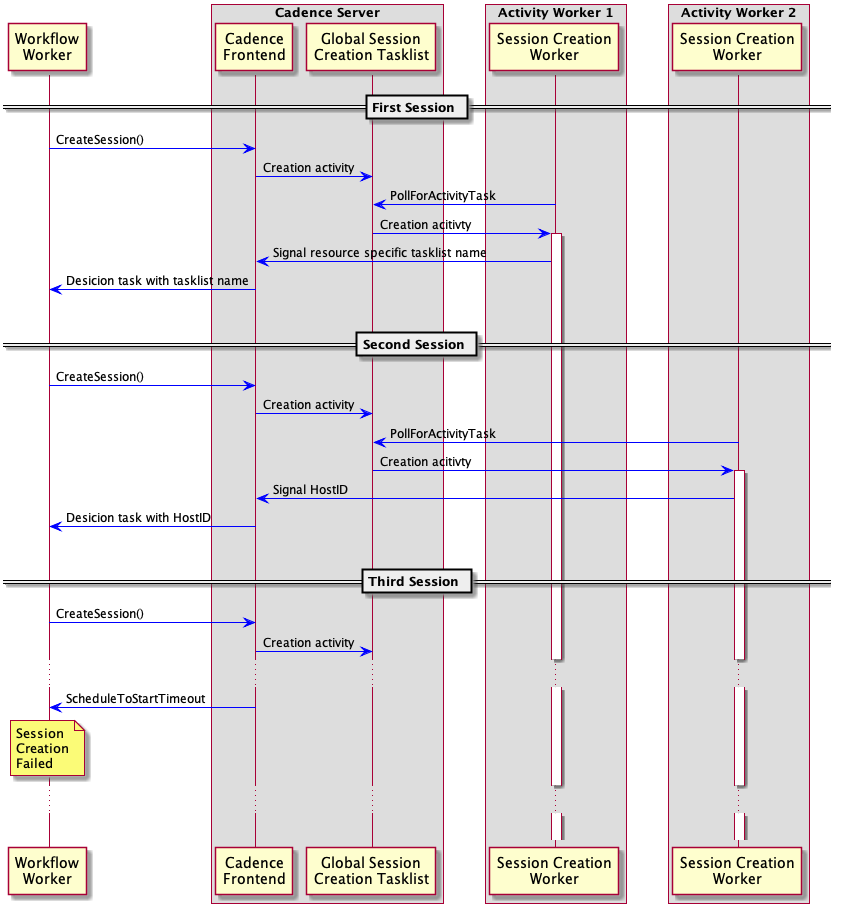 Cadence Server
Activity Worker 1
Activity Worker 2
Workflow
Worker
Cadence
Frontend
Global Session
Creation Tasklist
Session Creation
Worker
Session Creation
Worker
First Session
CreateSession()
Creation activity
PollForActivityTask
Creation acitivty
Signal resource specific tasklist name
Desicion task with tasklist name
Second Session
CreateSession()
Creation activity
PollForActivityTask
Creation acitivty
Signal HostID
Desicion task with HostID
Third Session
CreateSession()
Creation activity
ScheduleToStartTimeout
Session
Creation
Failed
Workflow
Worker
Cadence
Frontend
Global Session
Creation Tasklist
Session Creation
Worker
Session Creation
Worker